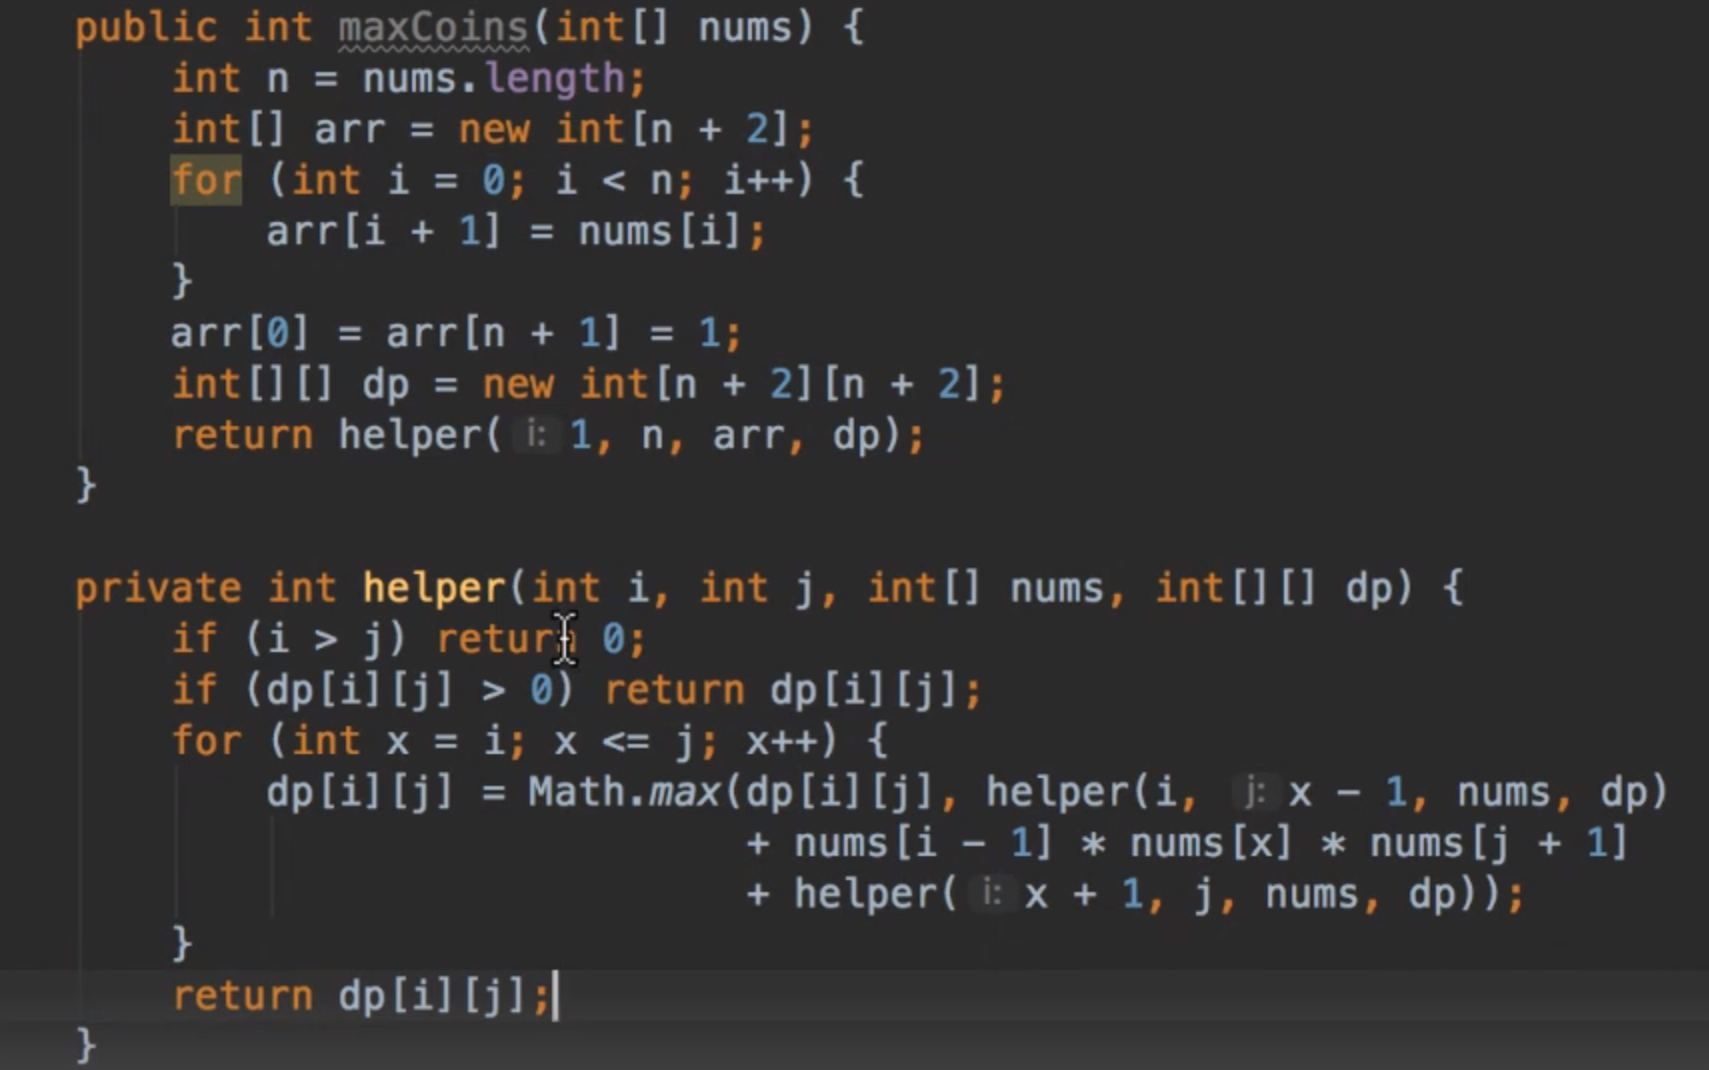 public int maxCoins(int[] nums) {
    int n = nums.length;
    int[] arr = new int[n + 2];
    for (int i = 0; i < n; i++) {
        arr[i + 1] = nums[i];
    }
    arr[0] = arr[n + 1] = 1;
    int[][] dp = new int[n + 2][n + 2];
    return helper( i: 1, n, arr, dp);
}
private int helper(int i, int j, int[] nums, int[][] dp) {
    if (i > j) return 0;
    if (dp[i][j] > 0) return dp[i][j];
    for (int x = i; x <= j; x++) {
        dp[i][j] = Math.max(dp[i][j], helper(i, j: x - 1, nums, dp)
                            + nums[i - 1] * nums[x] * nums[j + 1]
                            + helper( i: x + 1, j, nums, dp));
    }
    return dp[i][j];
}